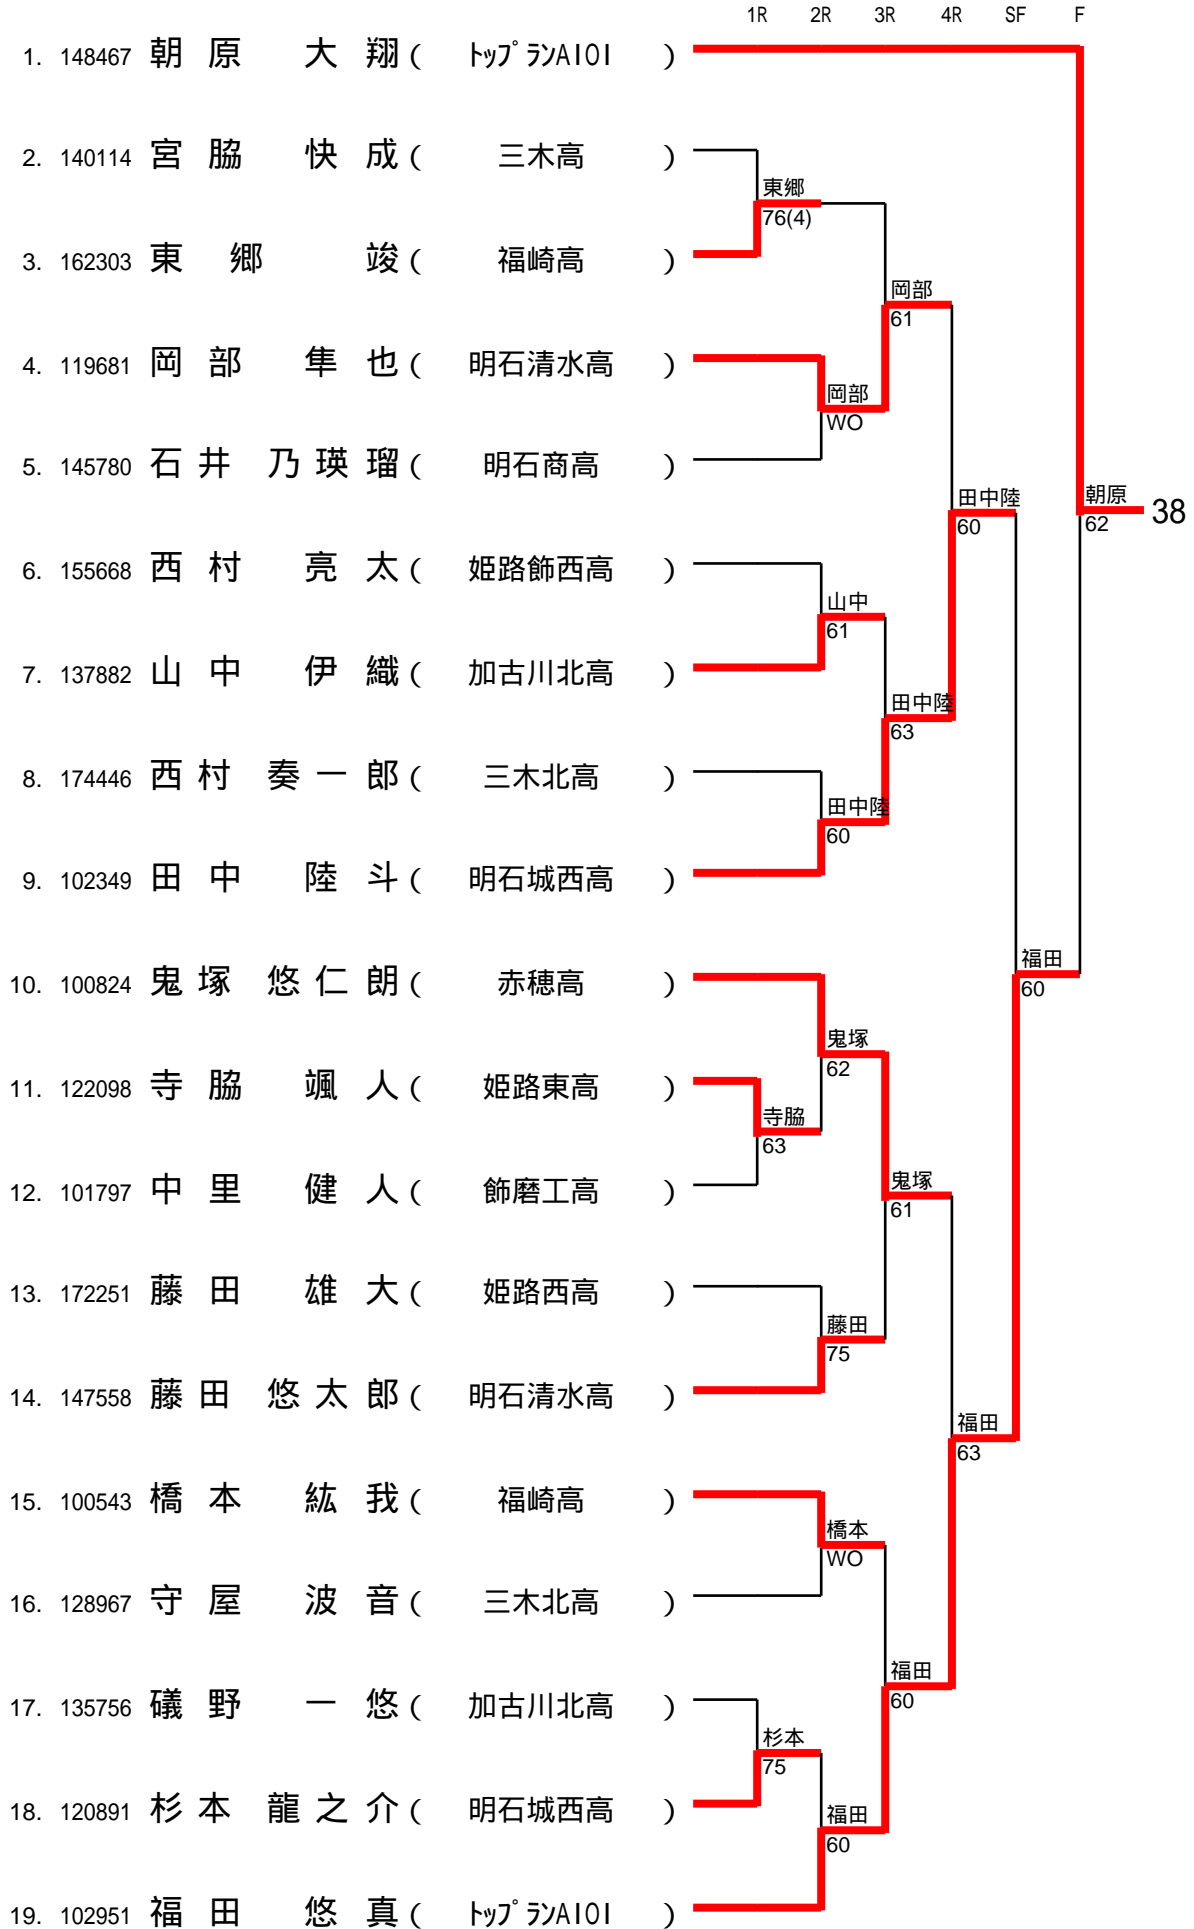 1R 2R 3R 4R SF F
1. 148467 朝 原 大 翔 ( トップランAIOI )
2. 140114 宮 脇 快 成 ( 三木高 )
東郷
76(4)
3. 162303 東 郷 竣 ( 福崎高 )
岡部
61
4. 119681 岡 部 隼 也 ( 明石清水高 )
岡部
WO
5. 145780 石 井 乃 瑛 瑠 ( 明石商高 )
田中陸
60
朝原
62
38
6. 155668 西 村 亮 太 ( 姫路飾西高 )
山中
61
7. 137882 山 中 伊 織 ( 加古川北高 )
田中陸
63
8. 174446 西 村 奏 一 郎 ( 三木北高 )
田中陸
60
9. 102349 田 中 陸 斗 ( 明石城西高 )
福田
60
10. 100824 鬼 塚 悠 仁 朗 ( 赤穂高 )
鬼塚
62
11. 122098 寺 脇 颯 人 ( 姫路東高 )
寺脇
63
12. 101797 中 里 健 人 ( 飾磨工高 )
鬼塚
61
13. 172251 藤 田 雄 大 ( 姫路西高 )
藤田
75
14. 147558 藤 田 悠 太 郎 ( 明石清水高 )
福田
63
15. 100543 橋 本 紘 我 ( 福崎高 )
橋本
WO
16. 128967 守 屋 波 音 ( 三木北高 )
福田
60
17. 135756 礒 野 一 悠 ( 加古川北高 )
杉本
75
18. 120891 杉 本 龍 之 介 ( 明石城西高 )
福田
60
19. 102951 福 田 悠 真 ( トップランAIOI )